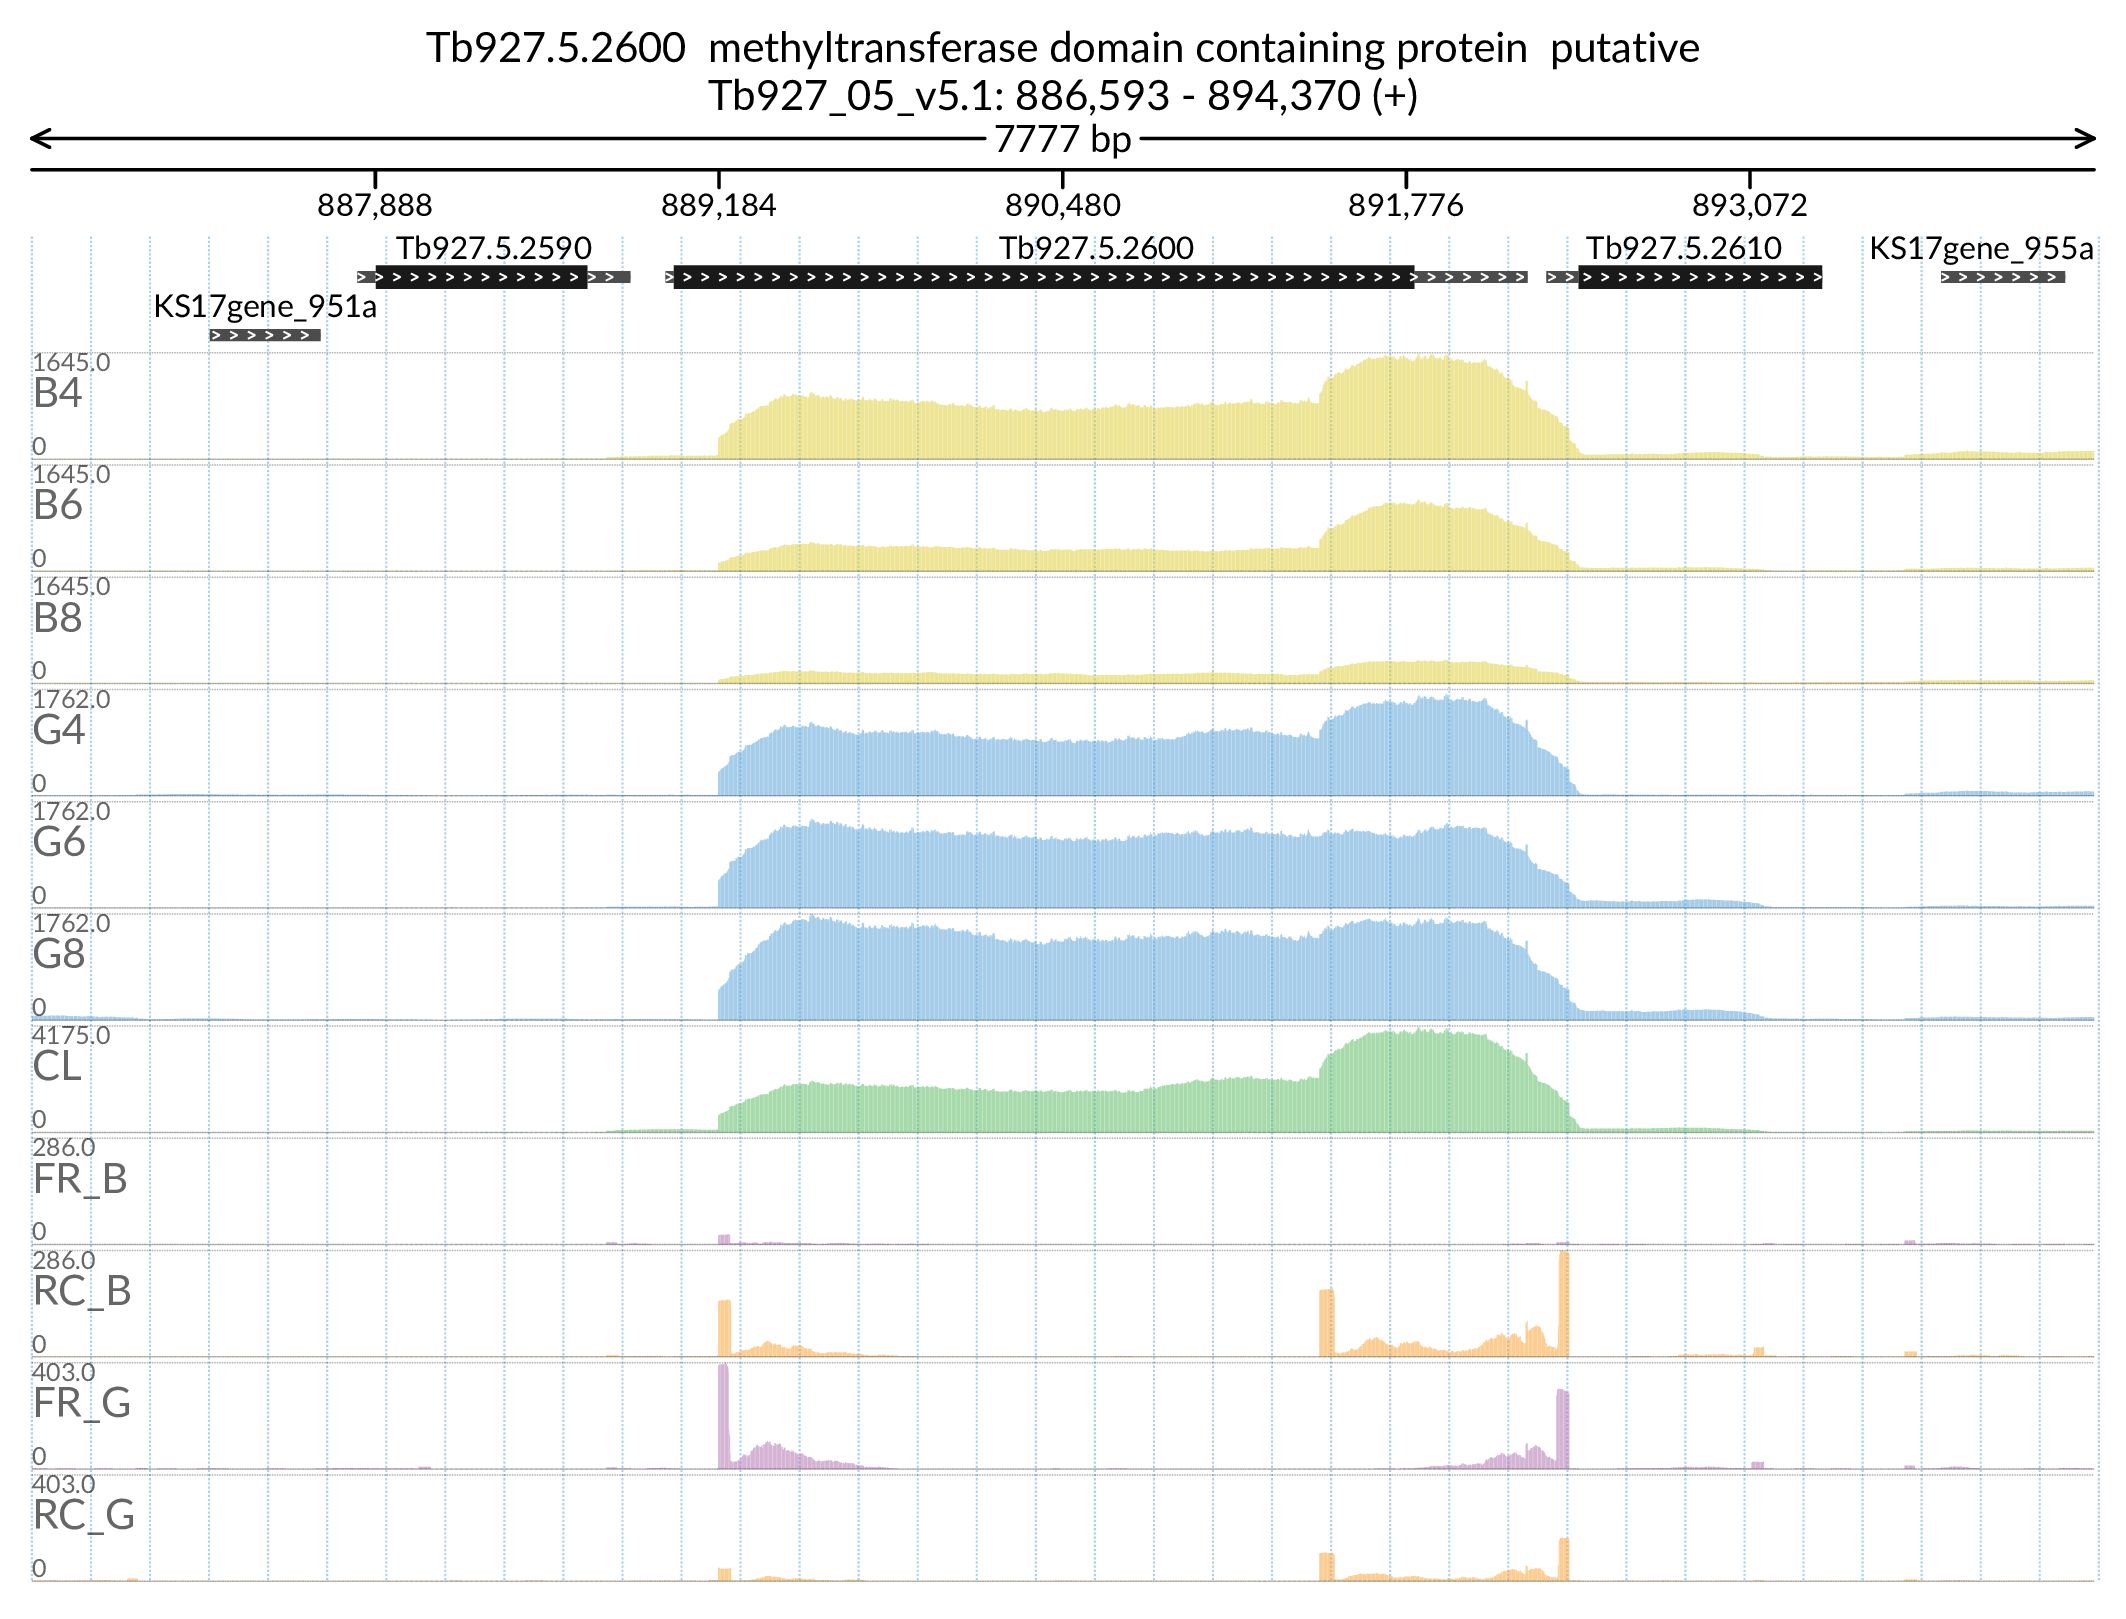 Tb927.5.2600  methyltransferase domain containing protein  putative
Tb927_05_v5.1: 886,593 - 894,370 (+)
7777 bp
887,888 889,184 890,480 891,776 893,072
Tb927.5.2590 Tb927.5.2600 Tb927.5.2610 KS17gene_955a
KS17gene_951a
1645.0
B4
0
1645.0
B6
0
1645.0
B8
0
1762.0
G4
0
1762.0
G6
0
1762.0
G8
0
4175.0
CL
0
286.0
FR_B
0
286.0
RC_B
0
403.0
FR_G
0
403.0
RC_G
0